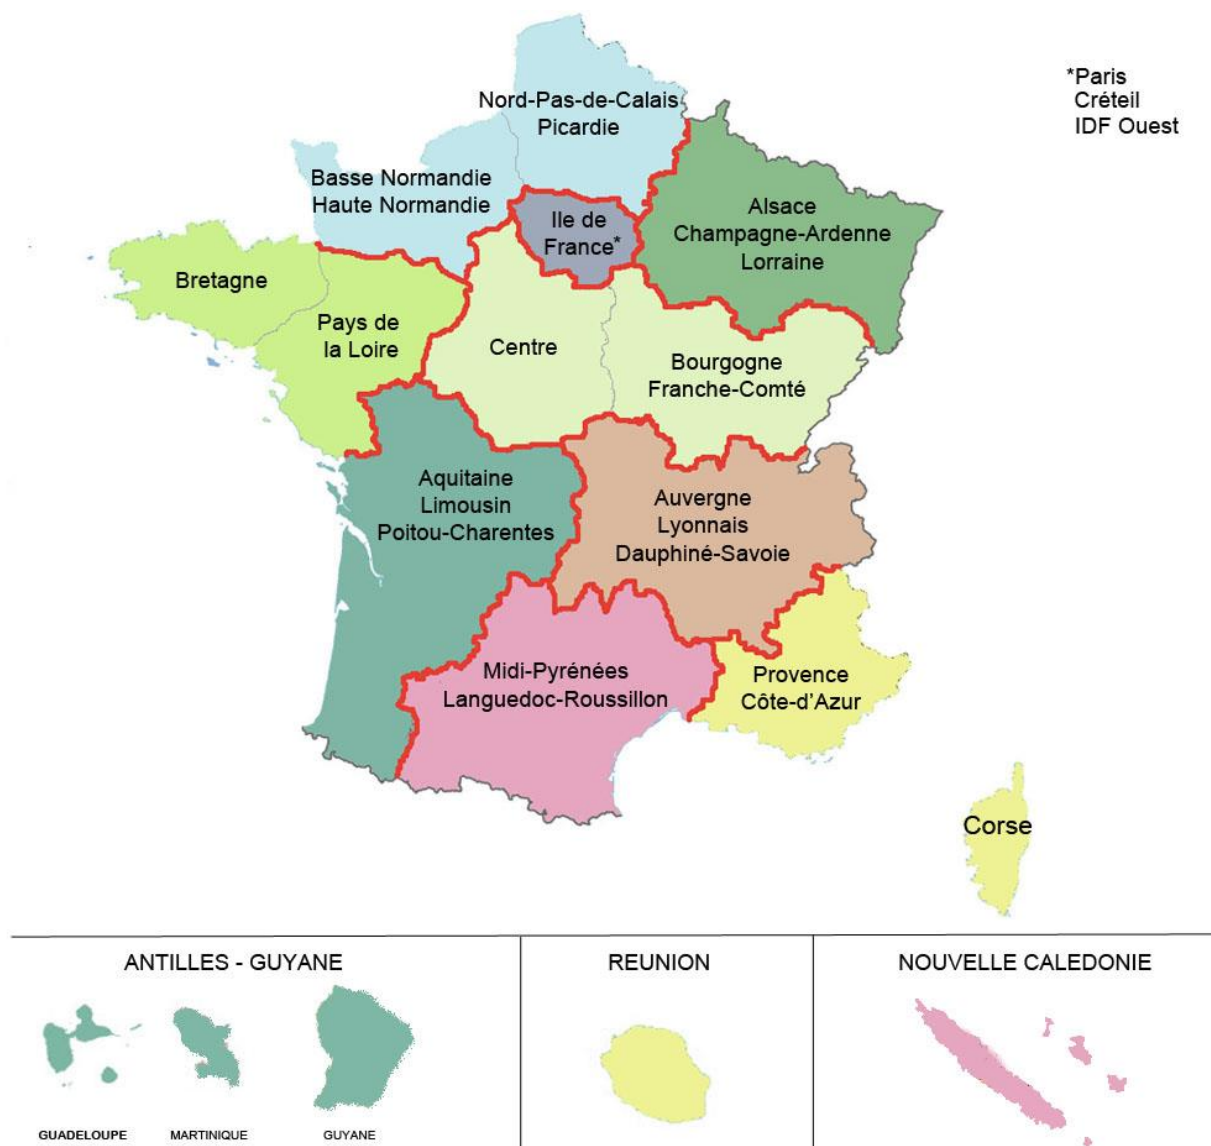 *Paris
Créteil
IDF Ouest
Nord-Pas-de-Calais
Picardie
Basse Normandie
Haute Normandie
Ile de
France*
Alsace
Champagne-Ardenne
Lorraine
Bretagne
Pays de
la Loire
Centre
Bourgogne
Franche-Comté
Aquitaine
Limousin
Poitou-Charentes
Auvergne
Lyonnais
Dauphiné-Savoie
Midi-Pyrénées
Languedoc-Roussillon
Provence
Côte-d'Azur
Corse
ANTILLES - GUYANE
REUNION
NOUVELLE CALEDONIE
GUADELOUPE
MARTINIQUE
GUYANE